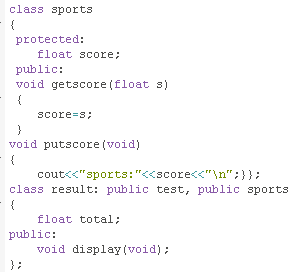 class sports
{
protected:
float score;
public:
void getscore(float s)
{
score=s;
}
void putscore(void)
{
cout<<"sports:"<<score<<"\n";}};
class result: public test, public sports
{
float total;
public:
void display(void);
};